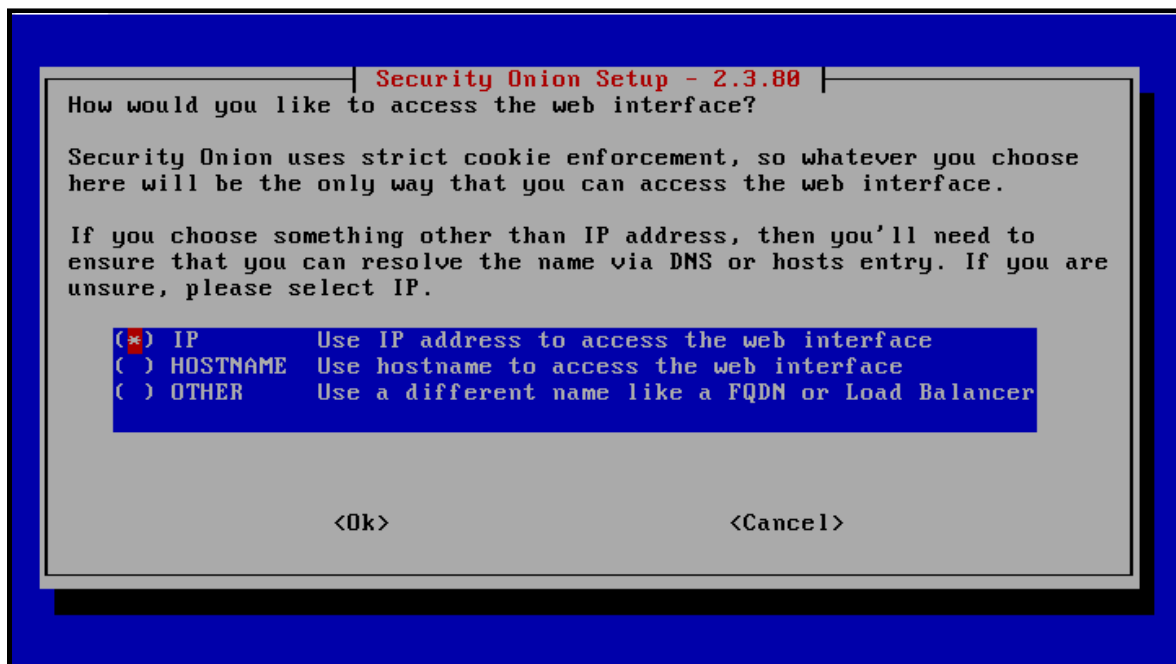 Security Onion Setup - 2.3.80
How would you like to access the web interface?
Security Onion uses strict cookie enforcement, so whatever you choose
here will be the only way that you can access the web interface.
If you choose something other than IP address, then you'll need to
ensure that you can resolve the name via DNS or hosts entry. If you are
unsure, please select IP.
(*) IP Use IP address to access the web interface
( ) HOSTNAME Use hostname to access the web interface
( ) OTHER Use a different name like a FQDN or Load Balancer
<Ok> <Cancel>